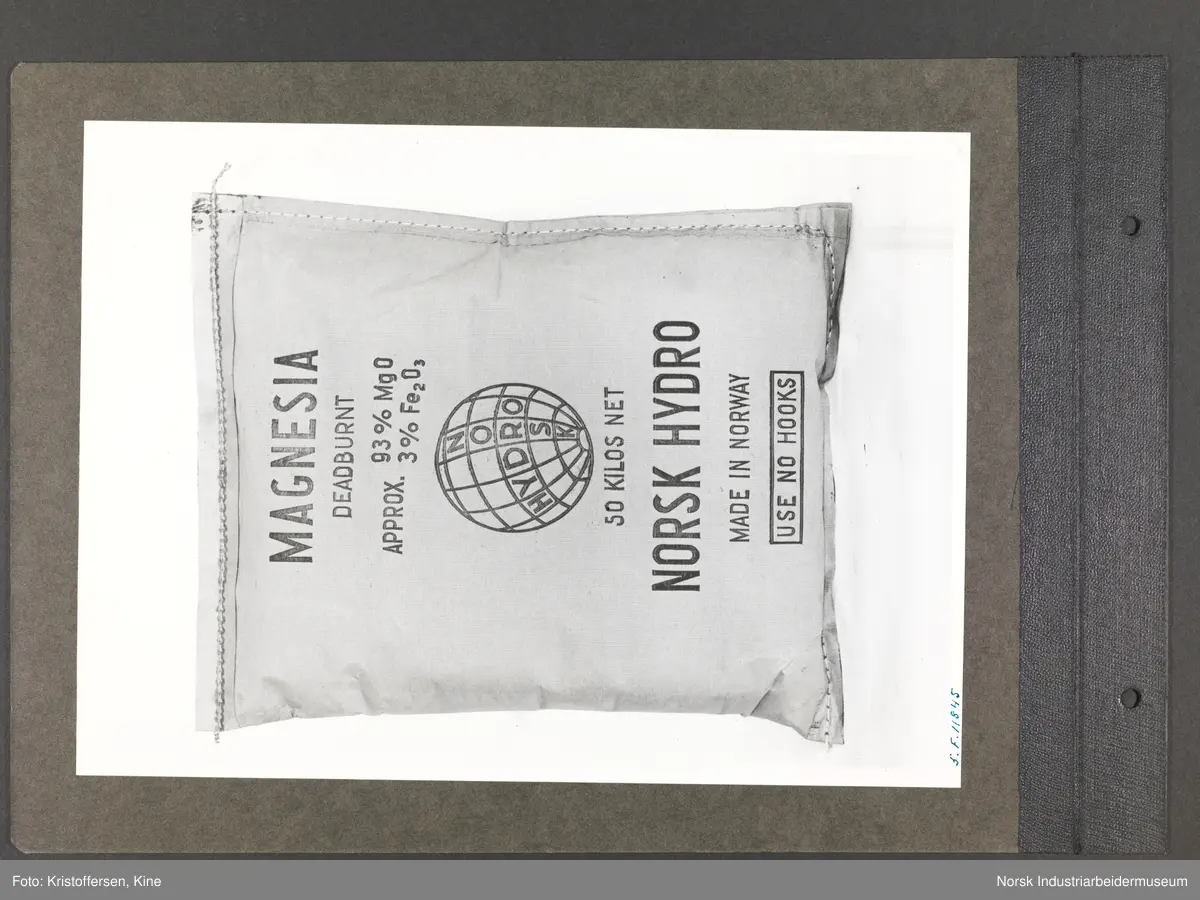 MAGNESIA
DEADBURNT
APPROX. 93% MgO
3% Fe₂O₃
NORSK
HYDRO
50 KILOS NET
NORSK HYDRO
MADE IN NORWAY
USE NO HOOKS
S.F. 11845
Foto: Kristoffersen, Kine
Norsk Industriarbeidermuseum